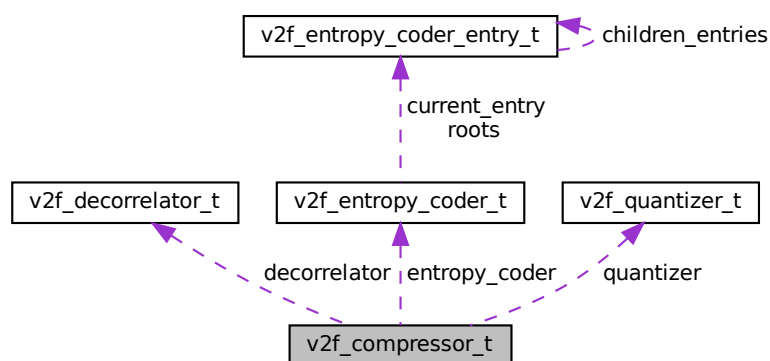 v2f_entropy_coder_entry_t
children_entries
current_entry
roots
v2f_decorrelator_t
v2f_entropy_coder_t
v2f_quantizer_t
decorrelator
entropy_coder
quantizer
v2f_compressor_t